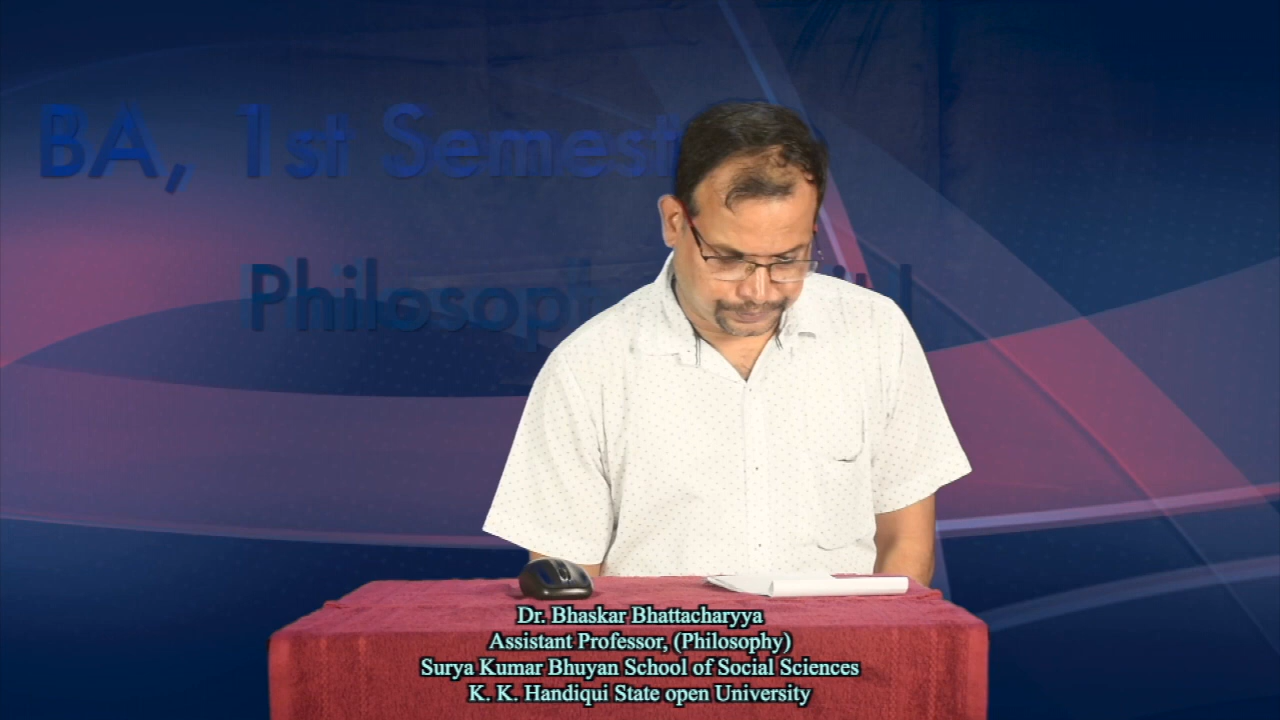 BA, 1st Semest
Philosop
Dr. Bhaskar Bhattacharyya
Assistant Professor, (Philosophy)
Surya Kumar Bhuyan School of Social Sciences
K. K. Handiqui State open University